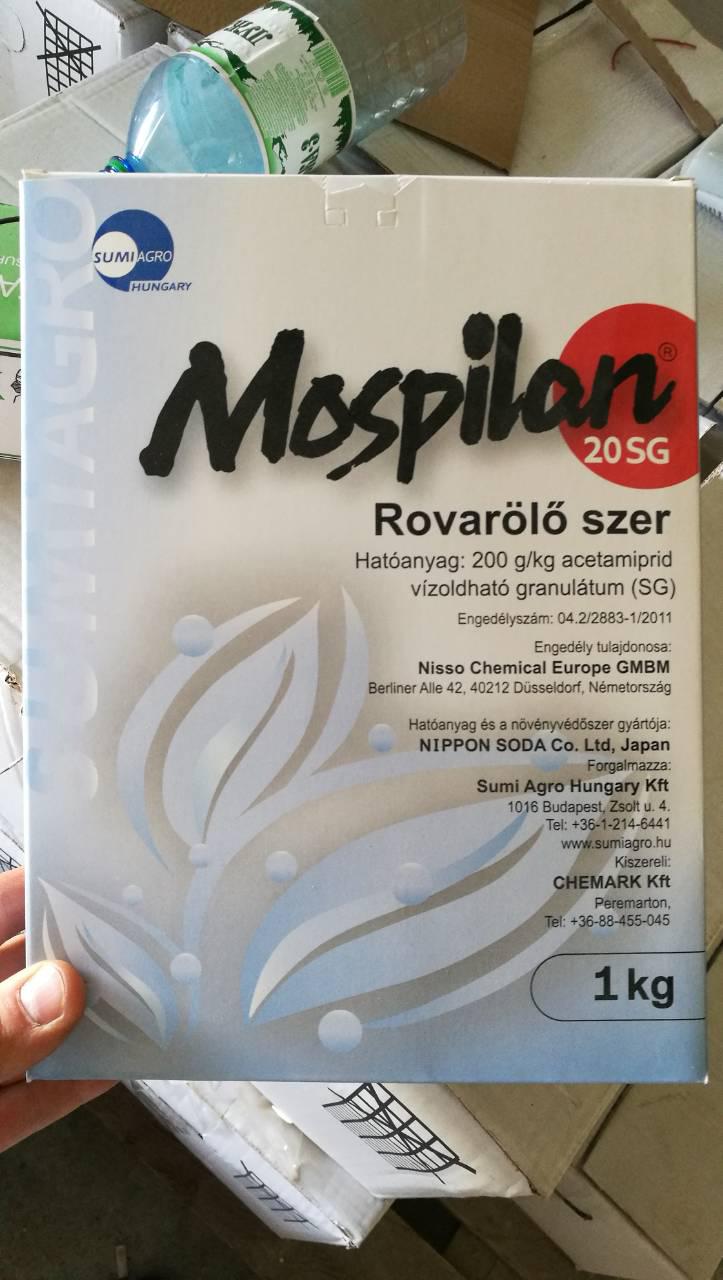 SUMI AGRO
HUNGARY
SUMI AGRO
Mospilan®
20 SG
Rovarölő szer
Hatóanyag: 200 g/kg acetamiprid
vízoldható granulátum (SG)
Engedélyszám: 04.2/2883-1/2011
Engedély tulajdonosa:
Nisso Chemical Europe GMBM
Berliner Alle 42, 40212 Düsseldorf, Németország
Hatóanyag és a növényvédőszer gyártója:
NIPPON SODA Co. Ltd, Japan
Forgalmazza:
Sumi Agro Hungary Kft
1016 Budapest, Zsolt u. 4.
Tel: +36-1-214-6441
www.sumiagro.hu
Kiszereli:
CHEMARK Kft
Peremarton,
Tel: +36-88-455-045
1 kg